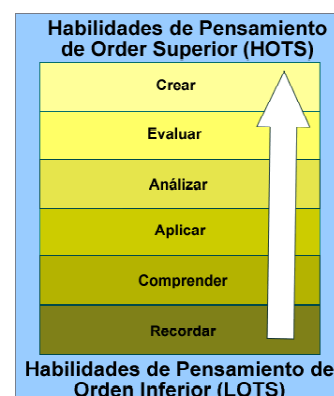 Habilidades de Pensamiento
de Order Superior (HOTS)
Crear
Evaluar
Análizar
Aplicar
Comprender
Recordar
Habilidades de Pensamiento de
Orden Inferior (LOTS)